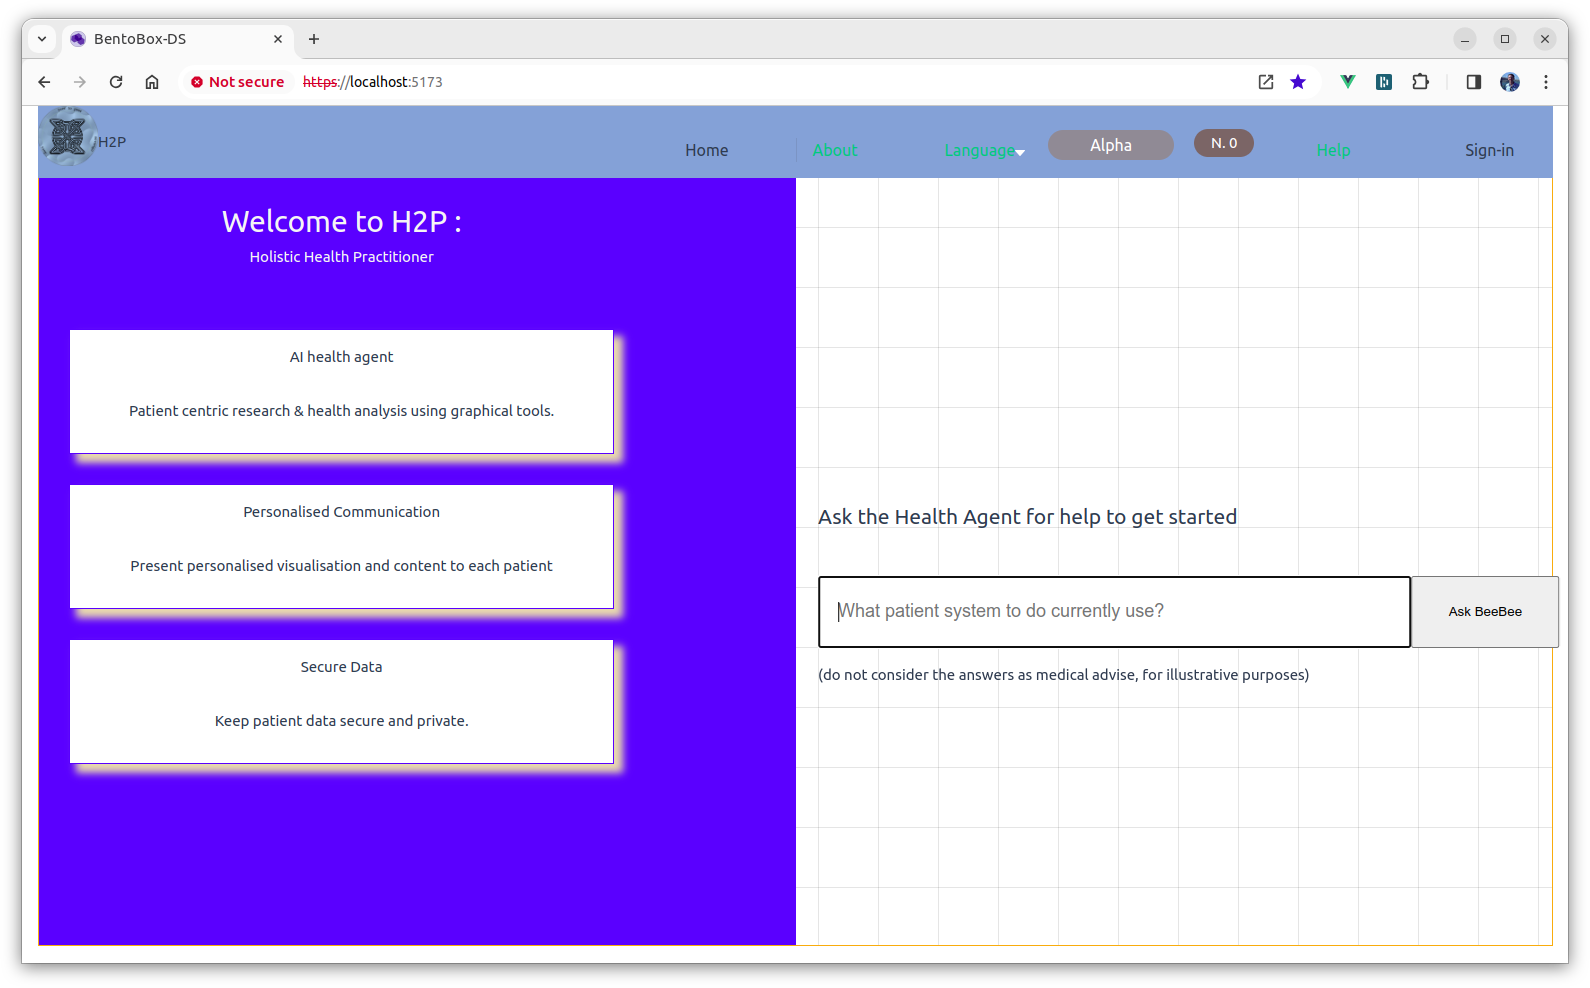 BentoBox-DS
Not secure https://localhost:5173
H2P
Home
About
Language
Alpha
N. 0
Help
Sign-in
Welcome to H2P :
Holistic Health Practitioner
AI health agent
Patient centric research & health analysis using graphical tools.
Personalised Communication
Present personalised visualisation and content to each patient
Secure Data
Keep patient data secure and private.
Ask the Health Agent for help to get started
What patient system to do currently use?
Ask BeeBee
(do not consider the answers as medical advise, for illustrative purposes)